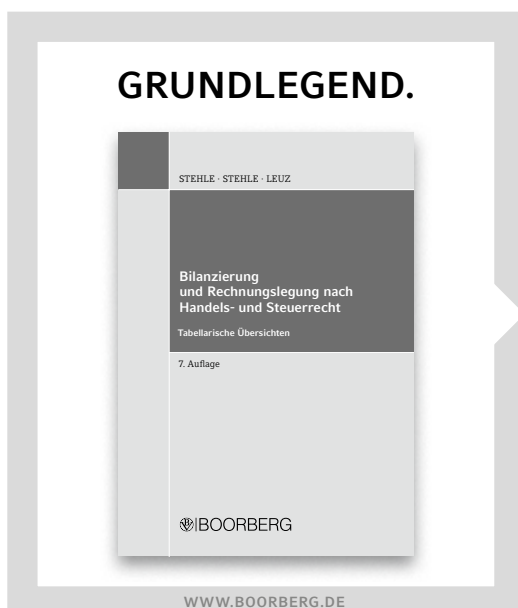 GRUNDLEGEND.
STEHLE · STEHLE · LEUZ
Bilanzierung
und Rechnungslegung nach
Handels- und Steuerrecht
Tabellarische Übersichten
7. Auflage
BOORBERG
WWW.BOORBERG.DE